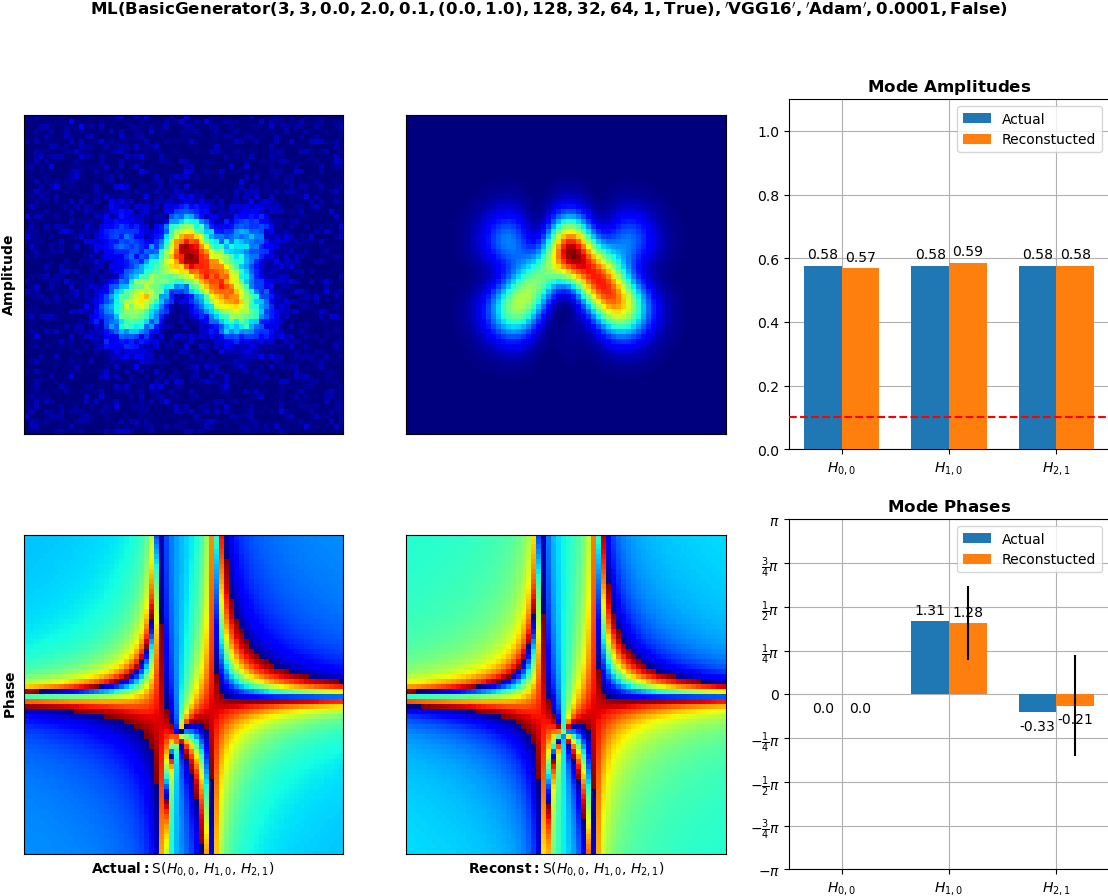 ML(BasicGenerator(3, 3, 0.0, 2.0, 0.1, (0.0, 1.0), 128, 32, 64, 1, True), ′VGG16′, ′Adam′, 0.0001, False)
Amplitude
Mode Amplitudes
Actual
Reconstucted
1.0
0.8
0.6
0.4
0.2
0.0
0.58 0.57 0.58 0.59 0.58 0.58
H0,0 H1,0 H2,1
Phase
Actual: S(H0,0, H1,0, H2,1)
Reconst: S(H0,0, H1,0, H2,1)
Mode Phases
Actual
Reconstucted
π
3/4π
1/2π
1/4π
0
−1/4π
−1/2π
−3/4π
−π
0.0 0.0 1.31 1.28 -0.33 -0.21
H0,0 H1,0 H2,1